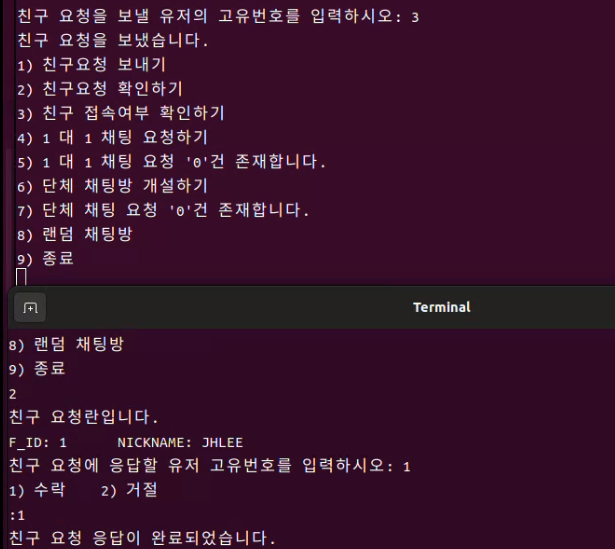 친구 요청을 보낼 유저의 고유번호를 입력하시오: 3
친구 요청을 보냈습니다.
1) 친구요청 보내기
2) 친구요청 확인하기
3) 친구 접속여부 확인하기
4) 1 대 1 채팅 요청하기
5) 1 대 1 채팅 요청 '0'건 존재합니다.
6) 단체 채팅방 개설하기
7) 단체 채팅 요청 '0'건 존재합니다.
8) 랜덤 채팅방
9) 종료
Terminal
8) 랜덤 채팅방
9) 종료
2
친구 요청란입니다.
F_ID: 1 NICKNAME: JHLEE
친구 요청에 응답할 유저 고유번호를 입력하시오: 1
1) 수락 2) 거절
:1
친구 요청 응답이 완료되었습니다.